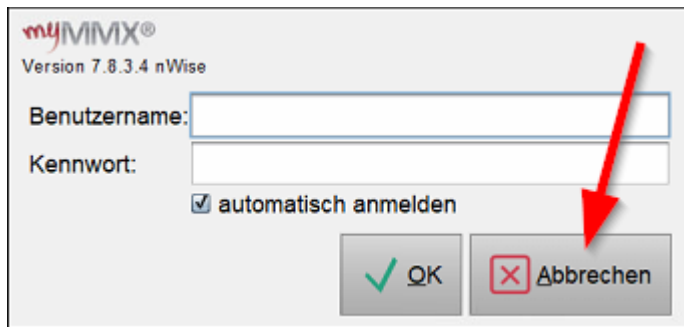 myMMX®
Version 7.8.3.4 nWise
Benutzername:
Kennwort:
automatisch anmelden
OK
Abbrechen